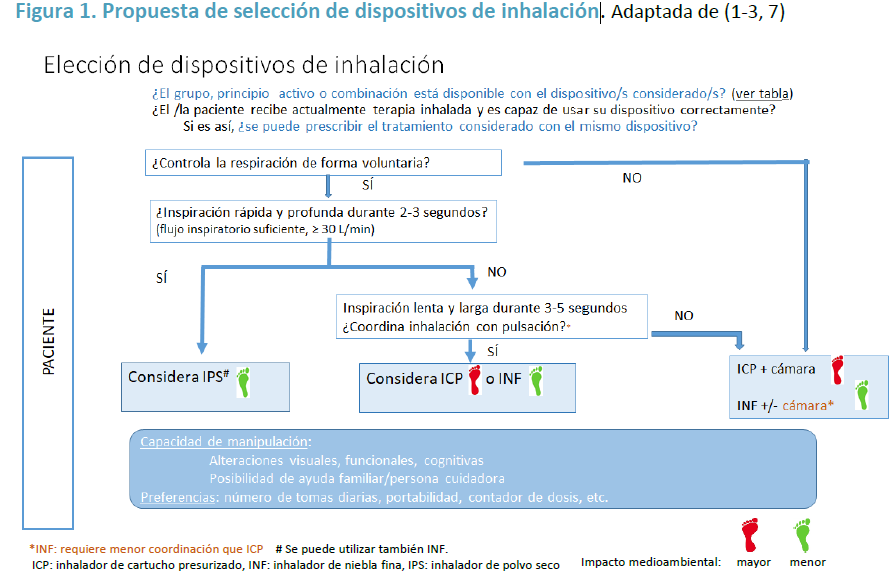 Figura 1. Propuesta de selección de dispositivos de inhalación. Adaptada de (1-3, 7)
Elección de dispositivos de inhalación
¿El grupo, principio activo o combinación está disponible con el dispositivo/s considerado/s? (ver tabla)
¿El /la paciente recibe actualmente terapia inhalada y es capaz de usar su dispositivo correctamente?
Si es así, ¿se puede prescribir el tratamiento considerado con el mismo dispositivo?
PACIENTE
¿Controla la respiración de forma voluntaria?
NO
SÍ
¿Inspiración rápida y profunda durante 2-3 segundos?
(flujo inspiratorio suficiente, ≥ 30 L/min)
SÍ
NO
Inspiración lenta y larga durante 3-5 segundos
¿Coordina inhalación con pulsación?*
NO
SÍ
Considera IPS#
Considera ICP o INF
ICP + cámara
INF +/- cámara*
Capacidad de manipulación:
Alteraciones visuales, funcionales, cognitivas
Posibilidad de ayuda familiar/persona cuidadora
Preferencias: número de tomas diarias, portabilidad, contador de dosis, etc.
*INF: requiere menor coordinación que ICP # Se puede utilizar también INF.
ICP: inhalador de cartucho presurizado, INF: inhalador de niebla fina, IPS: inhalador de polvo seco
Impacto medioambiental: mayor menor